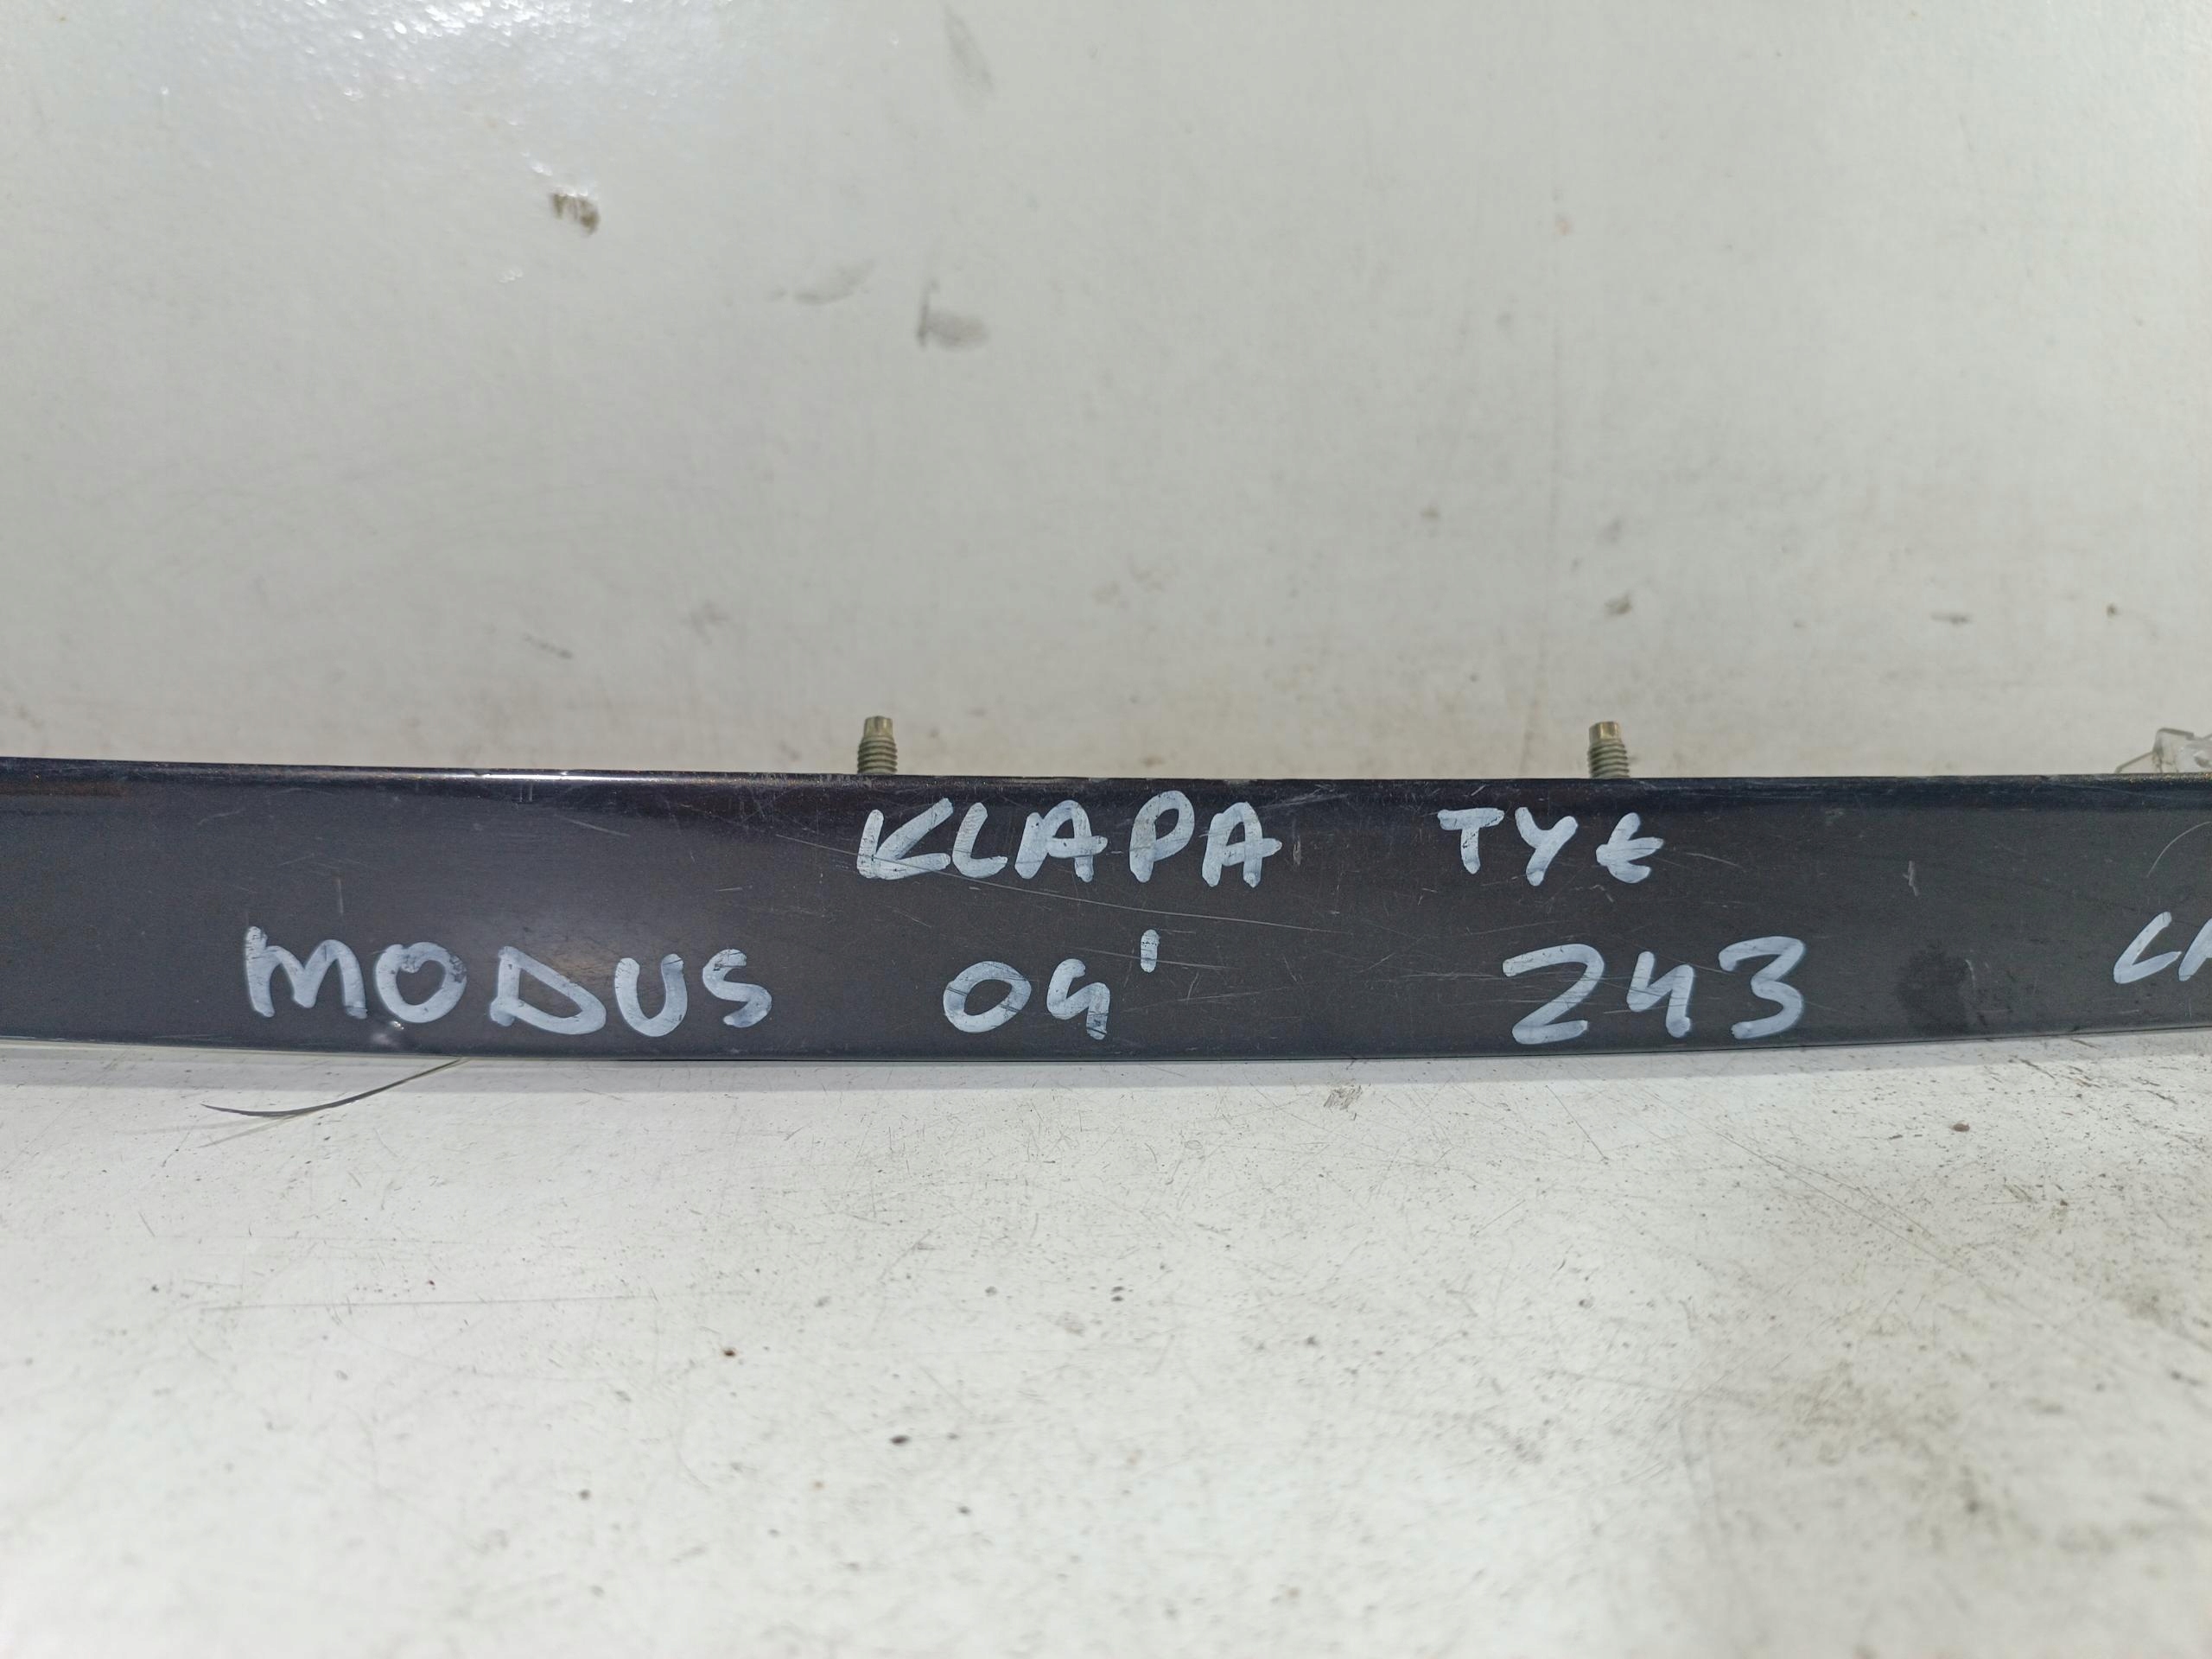 KLAPA TYŁ
MODUS 04' 243